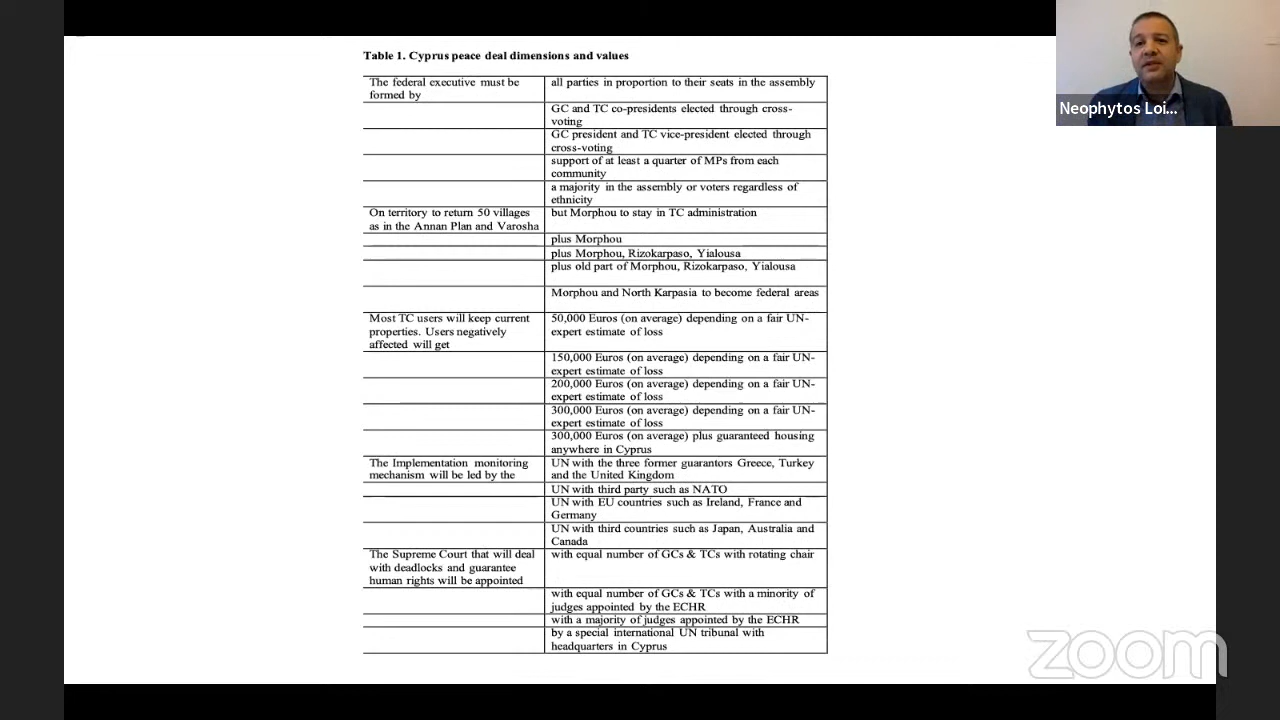 Table 1. Cyprus peace deal dimensions and values
The federal executive must be
formed by
all parties in proportion to their seats in the assembly
GC and TC co-presidents elected through cross-
voting
GC president and TC vice-president elected through
cross-voting
support of at least a quarter of MPs from each
community
a majority in the assembly or voters regardless of
ethnicity
On territory to return 50 villages
as in the Annan Plan and Varosha
but Morphou to stay in TC administration
plus Morphou
plus Morphou, Rizokarpaso, Yialousa
plus old part of Morphou, Rizokarpaso, Yialousa
Morphou and North Karpasia to become federal areas
Most TC users will keep current
properties. Users negatively
affected will get
50,000 Euros (on average) depending on a fair UN-
expert estimate of loss
150,000 Euros (on average) depending on a fair UN-
expert estimate of loss
200,000 Euros (on average) depending on a fair UN-
expert estimate of loss
300,000 Euros (on average) depending on a fair UN-
expert estimate of loss
300,000 Euros (on average) plus guaranteed housing
anywhere in Cyprus
The Implementation monitoring
mechanism will be led by the
UN with the three former guarantors Greece, Turkey
and the United Kingdom
UN with third party such as NATO
UN with EU countries such as Ireland, France and
Germany
UN with third countries such as Japan, Australia and
Canada
The Supreme Court that will deal
with deadlocks and guarantee
human rights will be appointed
with equal number of GCs & TCs with rotating chair
with equal number of GCs & TCs with a minority of
judges appointed by the ECHR
with a majority of judges appointed by the ECHR
by a special international UN tribunal with
headquarters in Cyprus
Neophytos Loi...
zoom